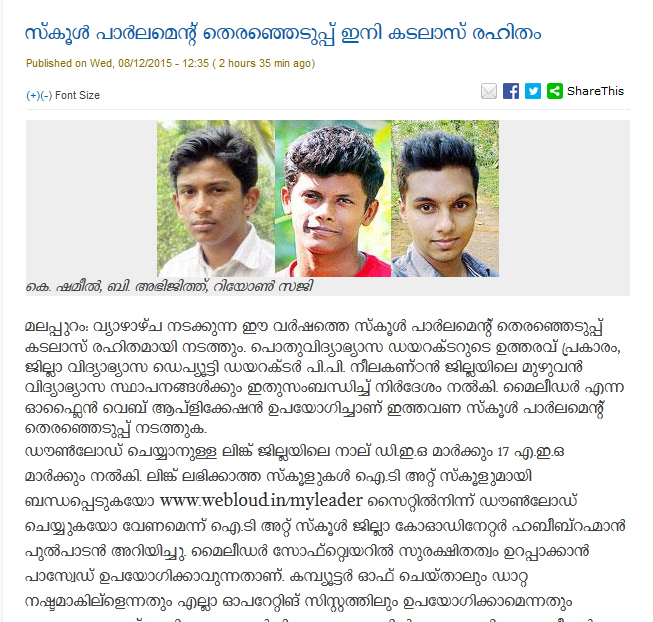 സ്കൂൾ പാർലമെന്റ് തെരഞ്ഞെടുപ്പ് ഇനി കടലാസ് രഹിതം
Published on Wed, 08/12/2015 - 12:35 ( 2 hours 35 min ago)
(+)(-) Font Size
ShareThis
കെ. ഷമീൽ, ബി. അഭിജിത്ത്, റിയോൺ സജി
മലപ്പുറം: വ്യാഴാഴ്ച നടക്കുന്ന ഈ വർഷത്തെ സ്കൂൾ പാർലമെന്റ് തെരഞ്ഞെടുപ്പ്
കടലാസ് രഹിതമായി നടത്തും. പൊതുവിദ്യാഭ്യാസ ഡയറക്ടറുടെ ഉത്തരവ് പ്രകാരം,
ജില്ലാ വിദ്യാഭ്യാസ ഡെപ്യൂട്ടി ഡയറക്ടർ പി.പി. നീലകണ്ഠൻ ജില്ലയിലെ മുഴുവൻ
വിദ്യാഭ്യാസ സ്ഥാപനങ്ങൾക്കും ഇതുസംബന്ധിച്ച് നിർദേശം നൽകി. മൈലീഡർ എന്ന
ഓഫ്ലൈൻ വെബ് ആപ്ളിക്കേഷൻ ഉപയോഗിച്ചാണ് ഇത്തവണ സ്കൂൾ പാർലമെന്റ്
തെരഞ്ഞെടുപ്പ് നടത്തുക.
ഡൗൺലോഡ് ചെയ്യാനുള്ള ലിങ്ക് ജില്ലയിലെ നാല് ഡി.ഇ.ഒ മാർക്കും 17 എ.ഇ.ഒ
മാർക്കും നൽകി. ലിങ്ക് ലഭിക്കാത്ത സ്കൂളുകൾ ഐ.ടി അറ്റ് സ്കൂളുമായി
ബന്ധപ്പെടുകയോ www.webloud.in/myleader സൈറ്റിൽനിന്ന് ഡൗൺലോഡ്
ചെയ്യുകയോ വേണമെന്ന് ഐ.ടി അറ്റ് സ്കൂൾ ജില്ലാ കോഓഡിനേറ്റർ ഹബീബ്റഹ്മാൻ
പുൽപാടൻ അറിയിച്ചു. മൈലീഡർ സോഫ്റ്റ്വെയറിൽ സുരക്ഷിതത്വം ഉറപ്പാക്കാൻ
പാസ്വേഡ് ഉപയോഗിക്കാവുന്നതാണ്. കമ്പ്യൂട്ടർ ഓഫ് ചെയ്താലും ഡാറ്റ
നഷ്ടമാകില്ളെന്നതും എല്ലാ ഓപറേറ്റിങ് സിസ്റ്റത്തിലും ഉപയോഗിക്കാമെന്നതും